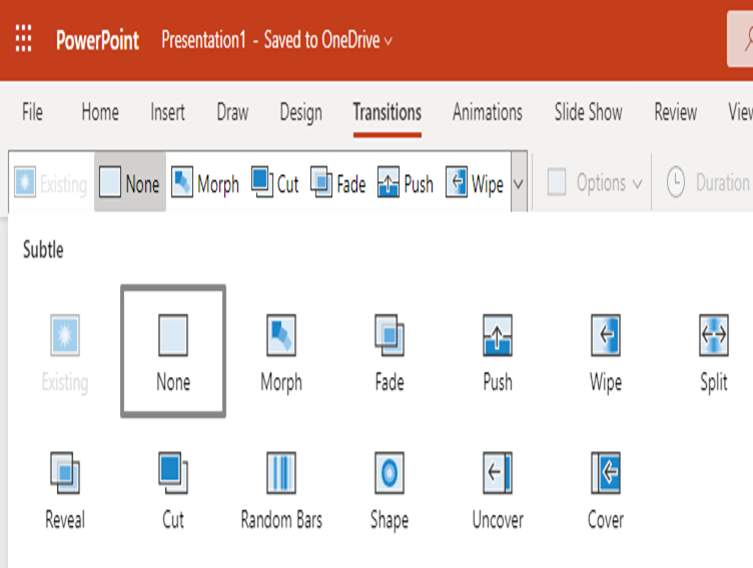 PowerPoint Presentation1 - Saved to OneDrive
File Home Insert Draw Design Transitions Animations Slide Show Review View
Existing None Morph Cut Fade Push Wipe Options Duration
Subtle
Existing None Morph Fade Push Wipe Split
Reveal Cut Random Bars Shape Uncover Cover